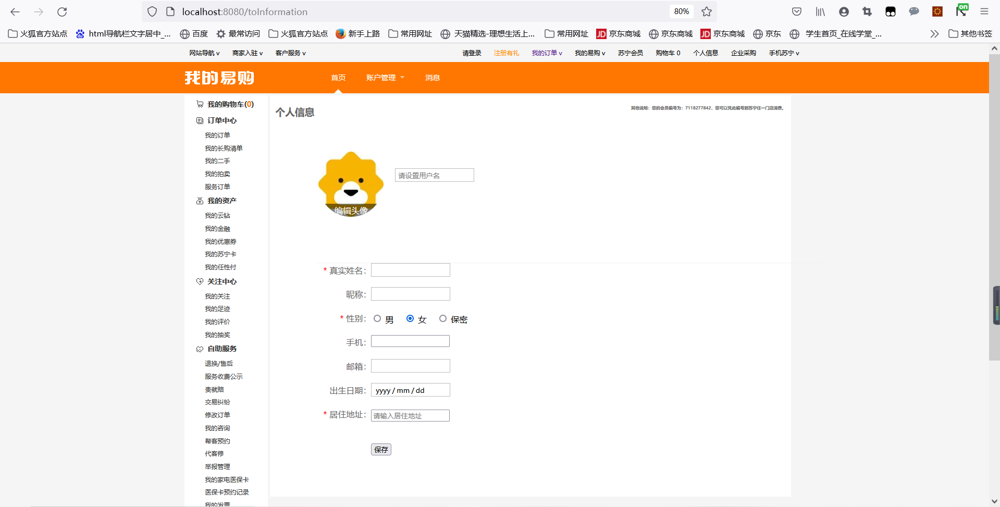 localhost:8080/toInformation 80% on
火狐官方站点 html导航栏文字居中_... 百度 最常访问 火狐官方站点 新手上路 常用网址 天猫精选-理想生活上... 常用网址 JD 京东商城 京东商城 JD 京东商城 京东 学生首页_在线学堂_... 其他书签
网站导航 v 商家入驻 v 客户服务 v 请登录 注册有礼 我的订单 v 我的易购 v 苏宁会员 购物车 0 个人信息 企业采购 手机苏宁 v
我的易购 首页 账户管理 消息
我的购物车(0)
订单中心
我的订单
我的长购清单
我的二手
我的拍卖
服务订单
我的资产
我的云钻
我的金融
我的优惠券
我的苏宁卡
我的任性付
关注中心
我的关注
我的足迹
我的评价
我的抽奖
自助服务
退换/售后
服务收费公示
贵就赔
交易纠纷
修改订单
我的咨询
帮客预约
代客修
举报管理
我的家电医保卡
医保卡预约记录
我的发票
个人信息
其他说明：您的会员编号为：7118277842，您可以凭此编号到苏宁任一门店消费。
请设置用户名
编辑头像
* 真实姓名：
昵称：
* 性别： 男 女 保密
手机：
邮箱：
出生日期： yyyy / mm / dd
* 居住地址： 请输入居住地址
保存